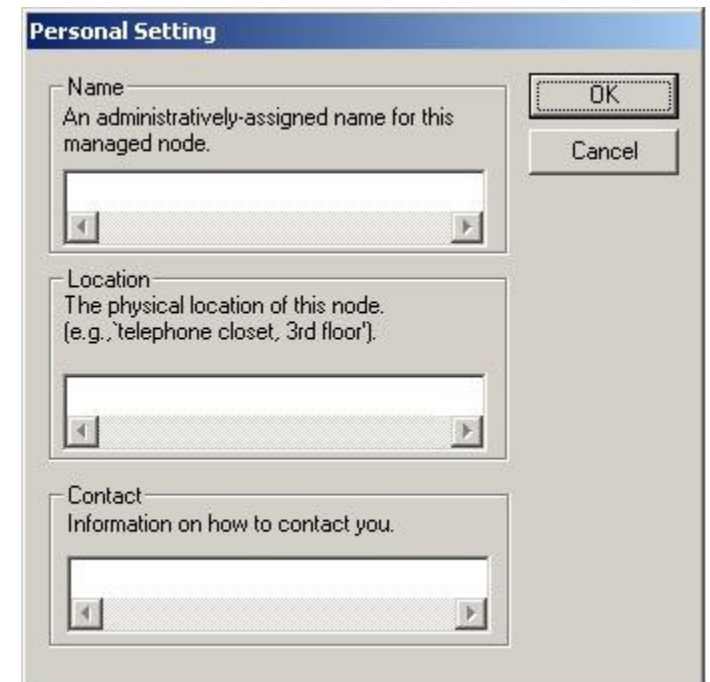 Personal Setting
Name
An administratively-assigned name for this
managed node.
OK
Cancel
Location
The physical location of this node.
(e.g.,`telephone closet, 3rd floor').
Contact
Information on how to contact you.